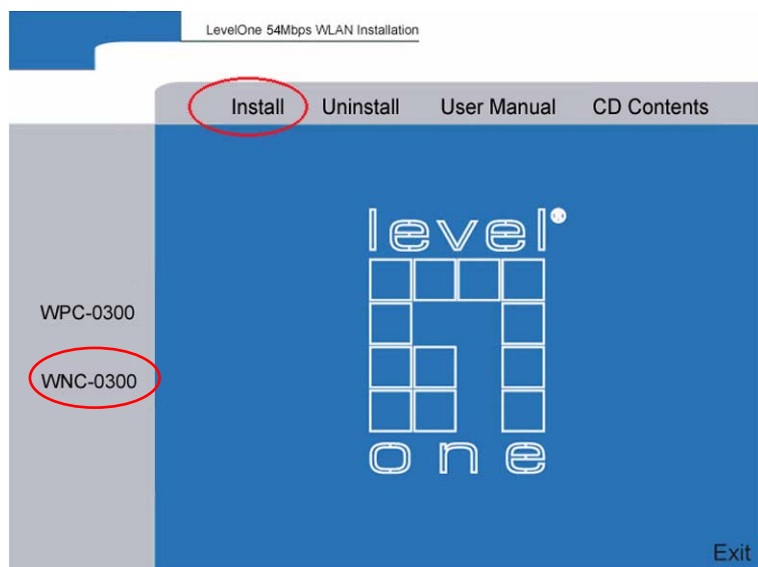 LevelOne 54Mbps WLAN Installation
Install Uninstall User Manual CD Contents
level®
WPC-0300
WNC-0300
one
Exit